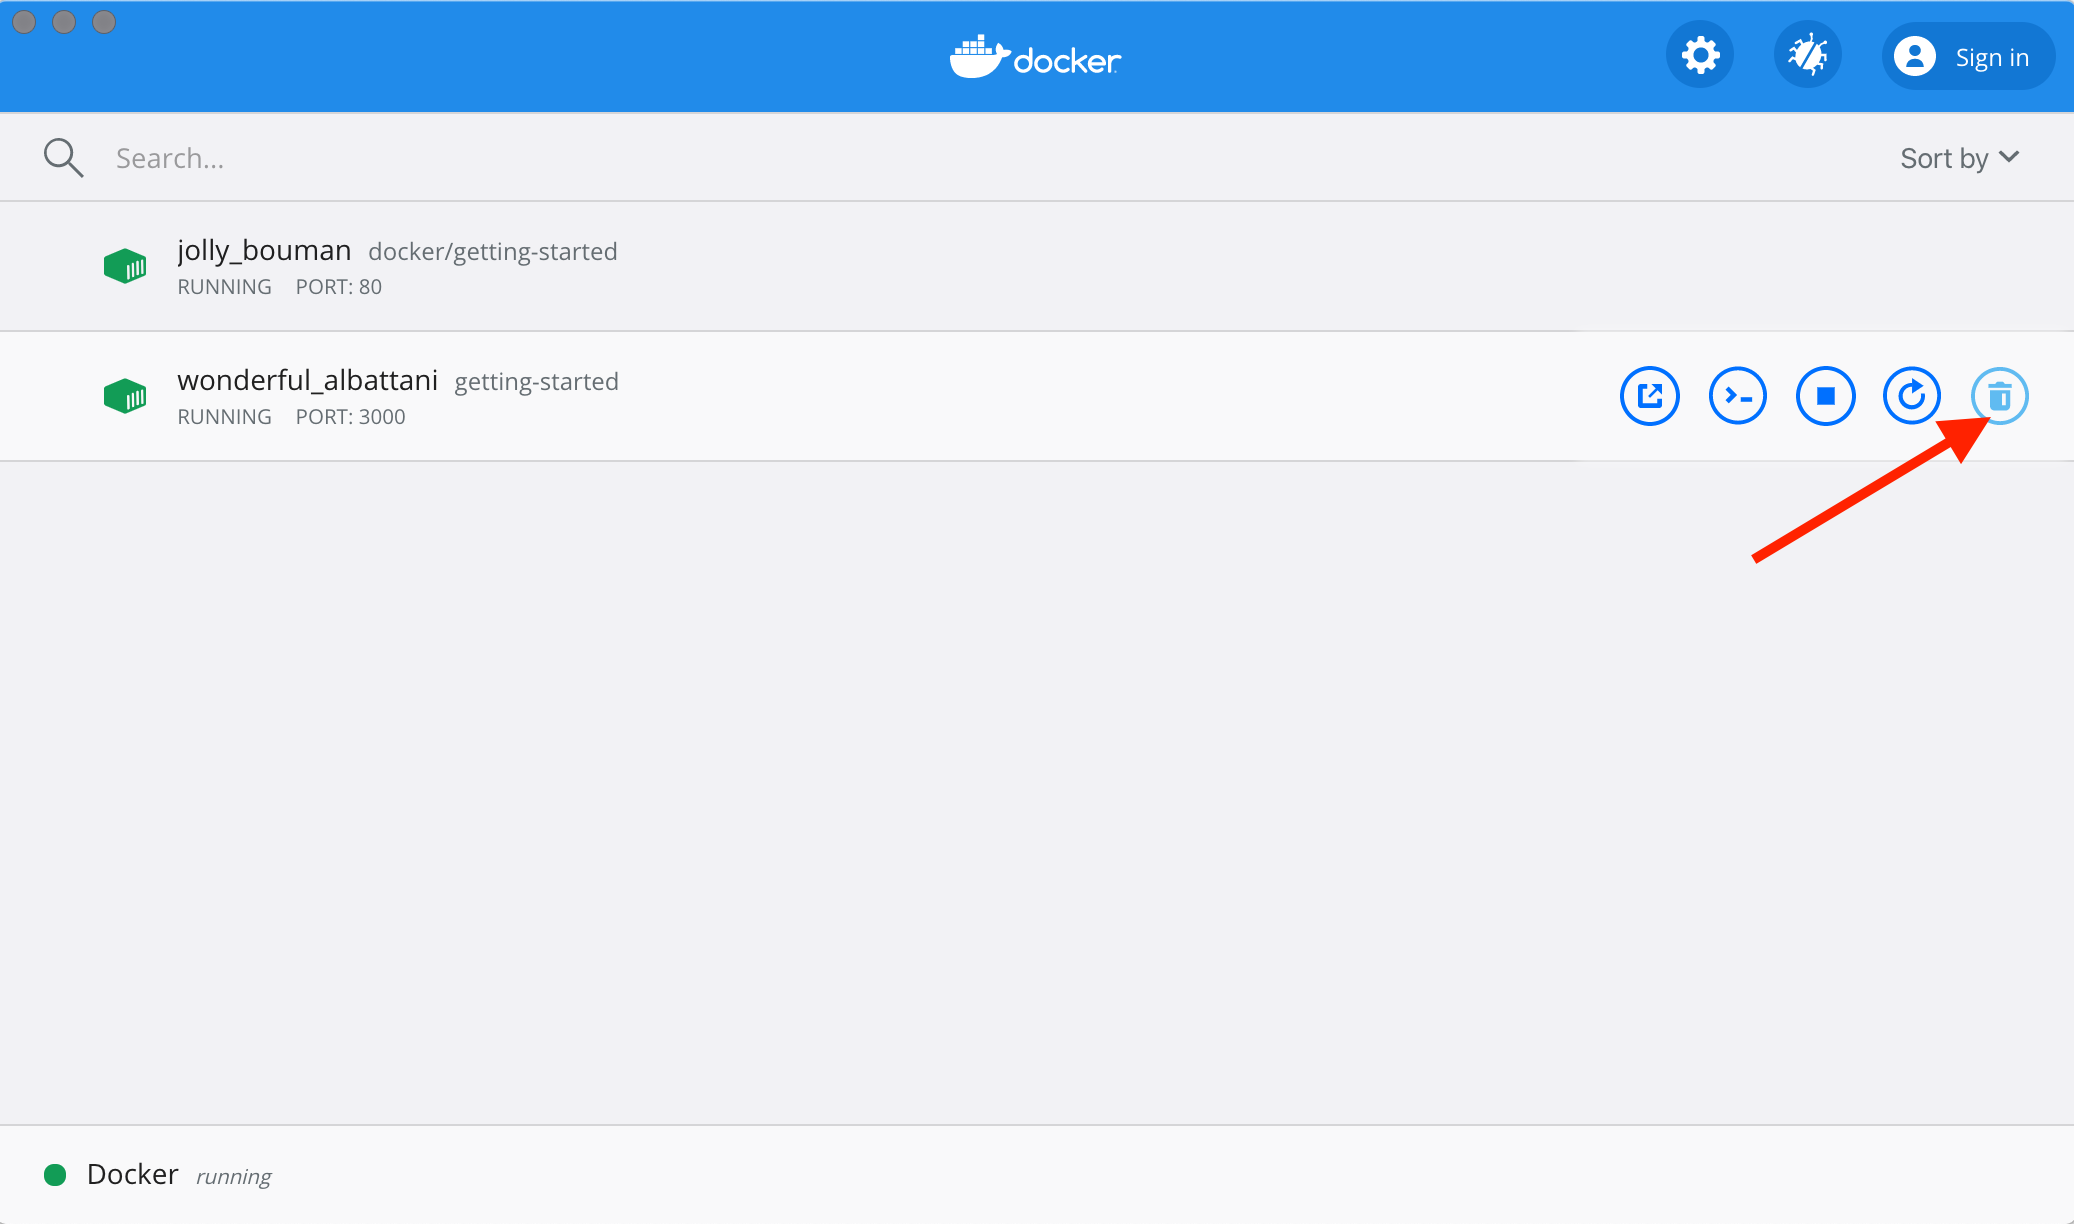 docker
Sign in
Search...
Sort by
jolly_bouman docker/getting-started
RUNNING PORT: 80
wonderful_albattani getting-started
RUNNING PORT: 3000
Docker running